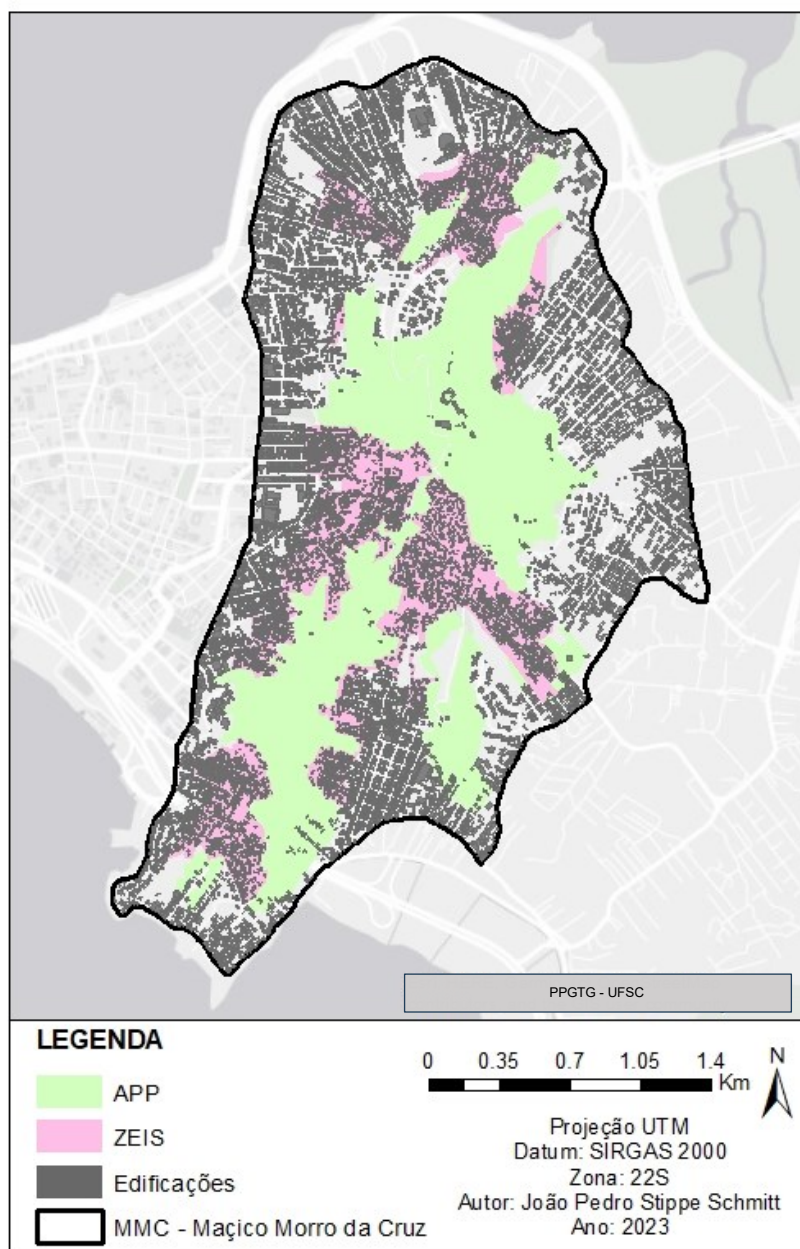 PPGTG - UFSC
LEGENDA
APP
ZEIS
Edificações
MMC - Maçico Morro da Cruz
0 0.35 0.7 1.05 1.4
Km
N
Projeção UTM
Datum: SIRGAS 2000
Zona: 22S
Autor: João Pedro Stippe Schmitt
Ano: 2023